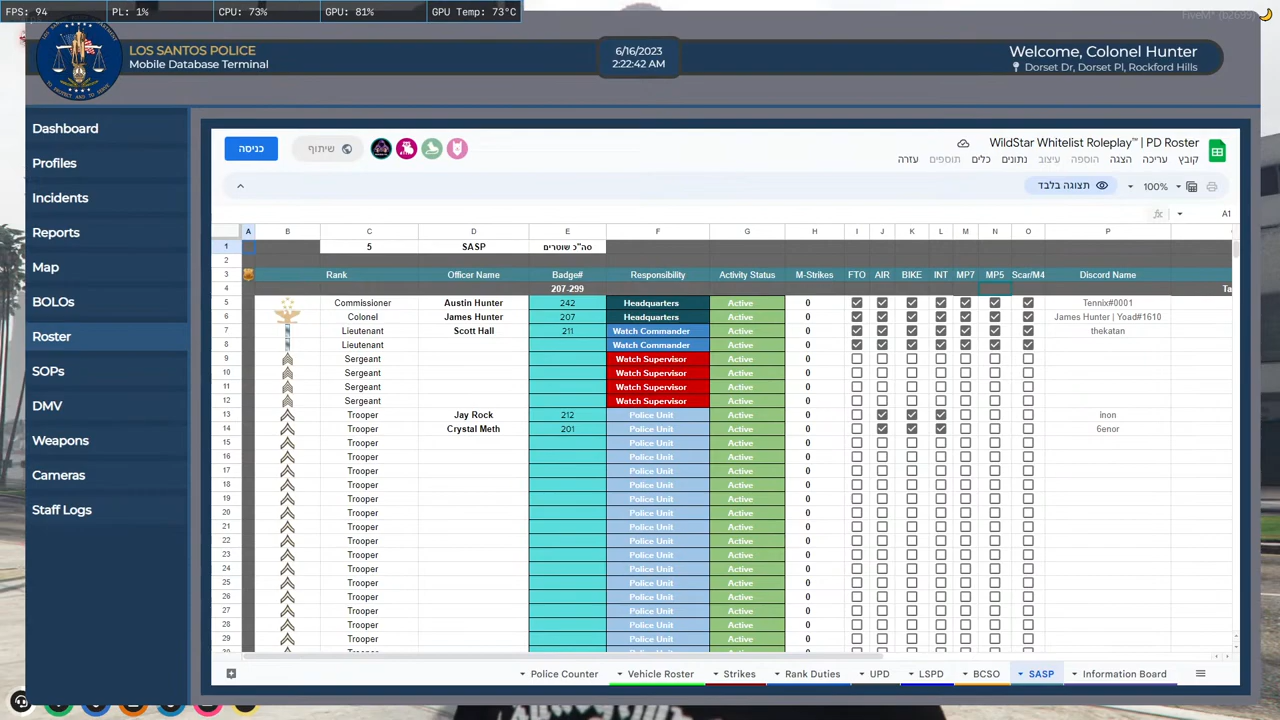 FPS: 94 PL: 1% CPU: 73% GPU: 81% GPU Temp: 73°C
FiveM* (b2699)
LOS SANTOS POLICE
Mobile Database Terminal
6/16/2023
2:22:42 AM
Welcome, Colonel Hunter
Dorset Dr, Dorset Pl, Rockford Hills
Dashboard
Profiles
Incidents
Reports
Map
BOLOs
Roster
SOPs
DMV
Weapons
Cameras
Staff Logs
WildStar Whitelist Roleplay™ | PD Roster
כניסה
שיתוף
קובץ עריכה הצגה הוספה עיצוב נתונים כלים תוספים עזרה
100% תצוגה בלבד
A1 fx
A B C D E F G H I J K L M N O P
1 5 SASP סה"כ שוטרים
2
3 Rank Officer Name Badge# Responsibility Activity Status M-Strikes FTO AIR BIKE INT MP7 MP5 Scar/M4 Discord Name
4 207-299 Ta
5 Commissioner Austin Hunter 242 Headquarters Active 0 Tennix#0001
6 Colonel James Hunter 207 Headquarters Active 0 James Hunter | Yoad#1610
7 Lieutenant Scott Hall 211 Watch Commander Active 0 thekatan
8 Lieutenant Watch Commander Active 0
9 Sergeant Watch Supervisor Active 0
10 Sergeant Watch Supervisor Active 0
11 Sergeant Watch Supervisor Active 0
12 Sergeant Watch Supervisor Active 0
13 Trooper Jay Rock 212 Police Unit Active 0 inon
14 Trooper Crystal Meth 201 Police Unit Active 0 6enor
15 Trooper Police Unit Active 0
16 Trooper Police Unit Active 0
17 Trooper Police Unit Active 0
18 Trooper Police Unit Active 0
19 Trooper Police Unit Active 0
20 Trooper Police Unit Active 0
21 Trooper Police Unit Active 0
22 Trooper Police Unit Active 0
23 Trooper Police Unit Active 0
24 Trooper Police Unit Active 0
25 Trooper Police Unit Active 0
26 Trooper Police Unit Active 0
27 Trooper Police Unit Active 0
28 Trooper Police Unit Active 0
29 Trooper Police Unit Active 0
Police Counter Vehicle Roster Strikes Rank Duties UPD LSPD BCSO SASP Information Board